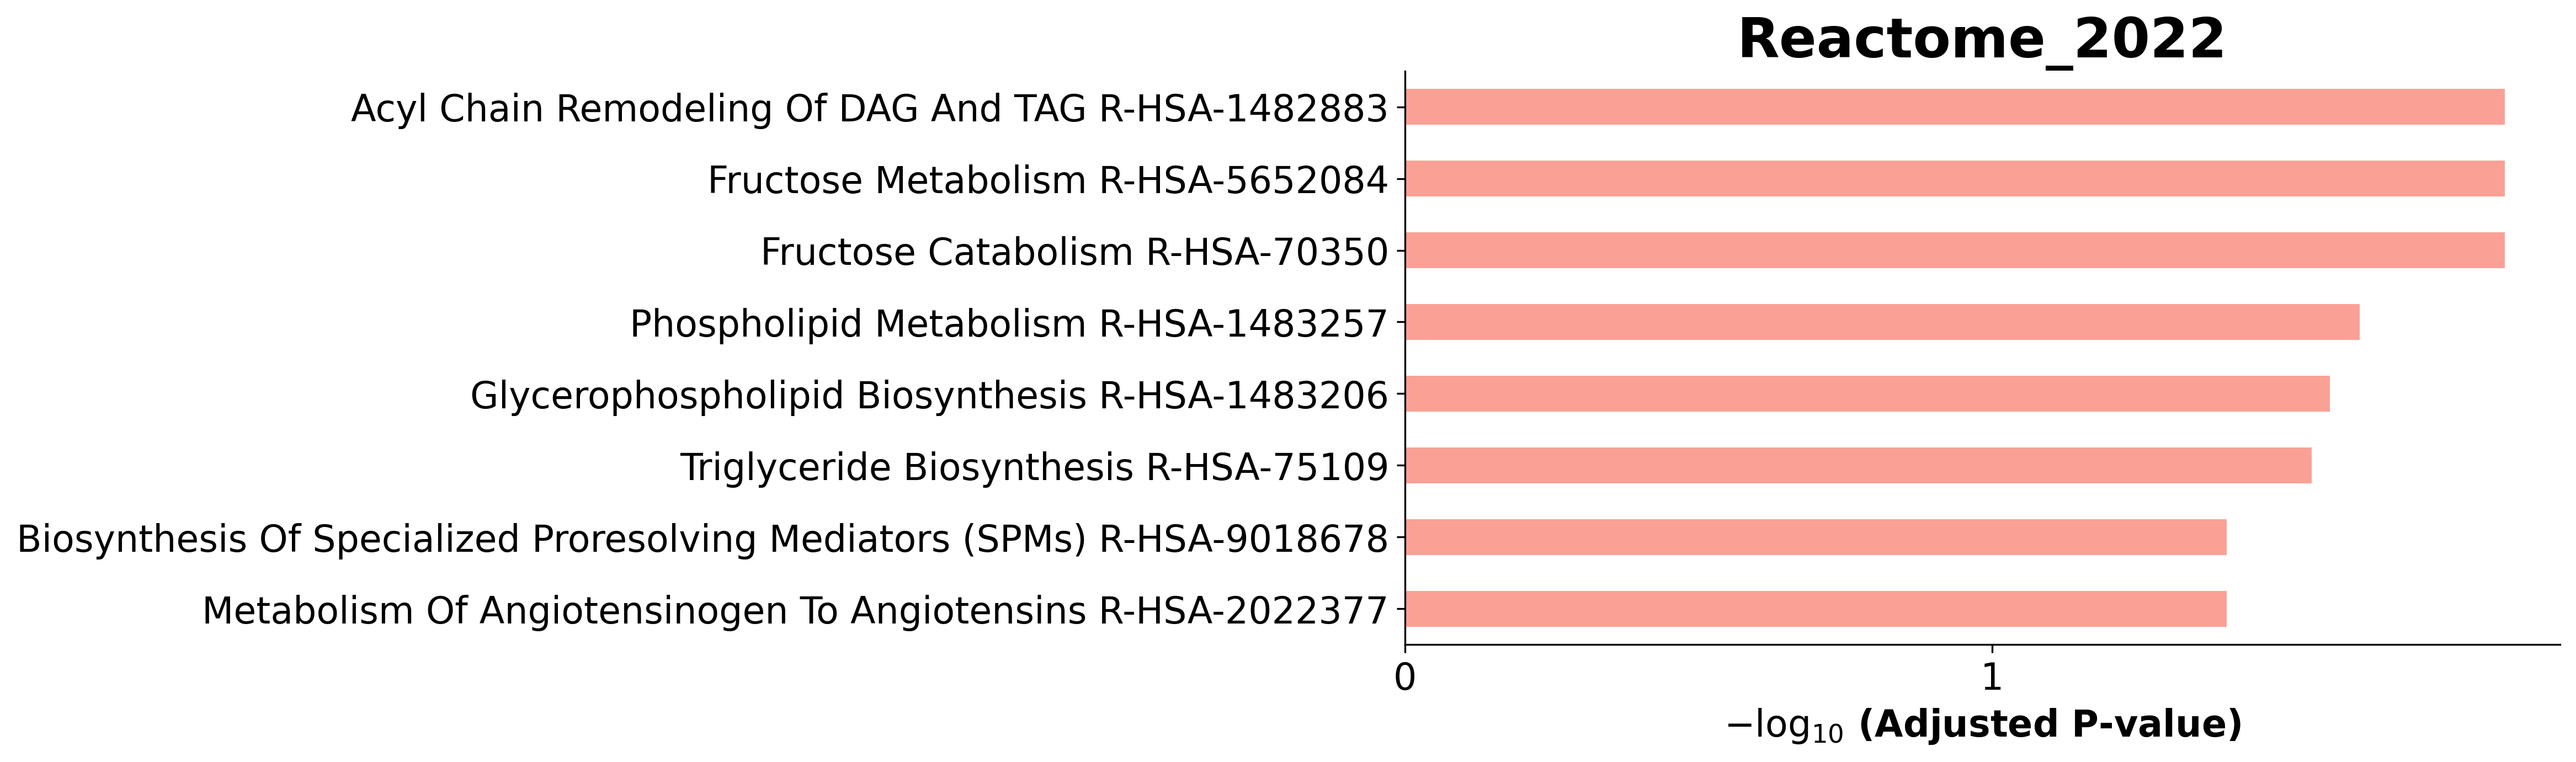 Reactome_2022
Acyl Chain Remodeling Of DAG And TAG R-HSA-1482883
Fructose Metabolism R-HSA-5652084
Fructose Catabolism R-HSA-70350
Phospholipid Metabolism R-HSA-1483257
Glycerophospholipid Biosynthesis R-HSA-1483206
Triglyceride Biosynthesis R-HSA-75109
Biosynthesis Of Specialized Proresolving Mediators (SPMs) R-HSA-9018678
Metabolism Of Angiotensinogen To Angiotensins R-HSA-2022377
0 1
−log₁₀ (Adjusted P-value)